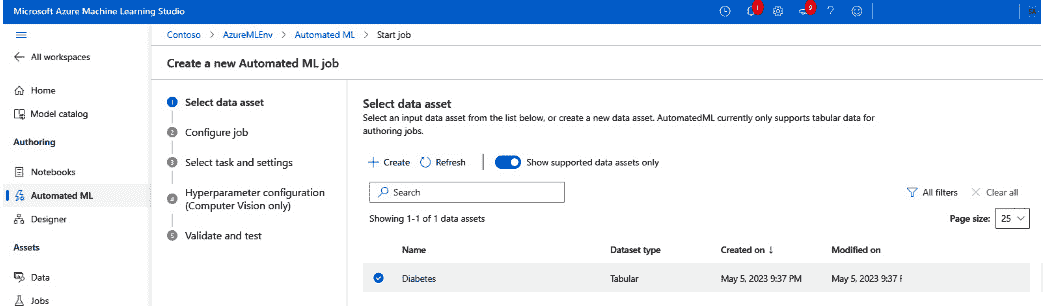 Microsoft Azure Machine Learning Studio
1
9
?
Contoso > AzureMLEnv > Automated ML > Start job
All workspaces
Home
Model catalog
Authoring
Notebooks
Automated ML
Designer
Assets
Data
Jobs
Create a new Automated ML job
1 Select data asset
2 Configure job
3 Select task and settings
4 Hyperparameter configuration
(Computer Vision only)
5 Validate and test
Select data asset
Select an input data asset from the list below, or create a new data asset. AutomatedML currently only supports tabular data for
authoring jobs.
+ Create Refresh Show supported data assets only
Search
All filters Clear all
Showing 1-1 of 1 data assets
Page size: 25
Name Dataset type Created on ↓ Modified on
Diabetes Tabular May 5, 2023 9:37 PM May 5, 2023 9:37